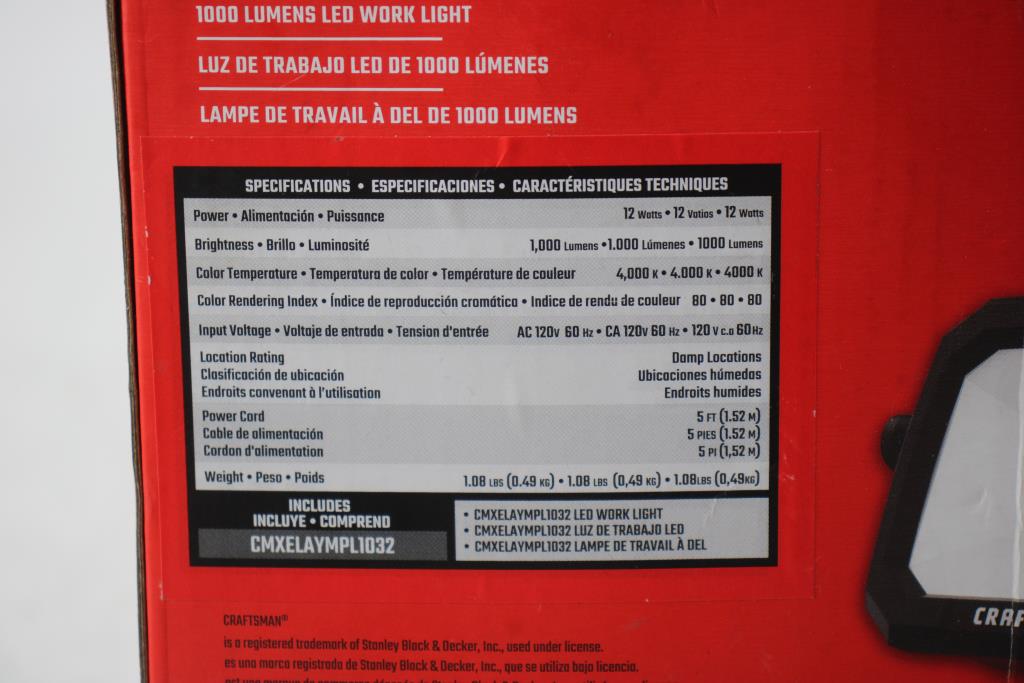 1000 LUMENS LED WORK LIGHT
LUZ DE TRABAJO LED DE 1000 LÚMENES
LAMPE DE TRAVAIL À DEL DE 1000 LUMENS
SPECIFICATIONS • ESPECIFICACIONES • CARACTÉRISTIQUES TECHNIQUES
Power • Alimentación • Puissance 12 Watts • 12 Vatios • 12 Watts
Brightness • Brillo • Luminosité 1,000 Lumens •1.000 Lúmenes • 1000 Lumens
Color Temperature • Temperatura de color • Température de couleur 4,000 K • 4.000 K • 4000 K
Color Rendering Index • Índice de reproducción cromática • Indice de rendu de couleur 80 • 80 • 80
Input Voltage • Voltaje de entrada • Tension d'entrée AC 120V 60 Hz • CA 120V 60 Hz • 120 V c.a 60Hz
Location Rating Damp Locations
Clasificación de ubicación Ubicaciones húmedas
Endroits convenant à l'utilisation Endroits humides
Power Cord 5 FT (1.52 M)
Cable de alimentación 5 PIES (1.52 M)
Cordon d'alimentation 5 PI (1,52 M)
Weight • Peso • Poids 1.08 LBS (0.49 KG) • 1.08 LBS (0,49 KG) • 1.08LBS (0,49KG)
INCLUDES
INCLUYE • COMPREND
CMXELAYMPL1032
• CMXELAYMPL1032 LED WORK LIGHT
• CMXELAYMPL1032 LUZ DE TRABAJO LED
• CMXELAYMPL1032 LAMPE DE TRAVAIL À DEL
CRAF
CRAFTSMAN®
is a registered trademark of Stanley Black & Decker, Inc., used under license.
es una marca registrada de Stanley Black & Decker, Inc., que se utiliza bajo licencia.